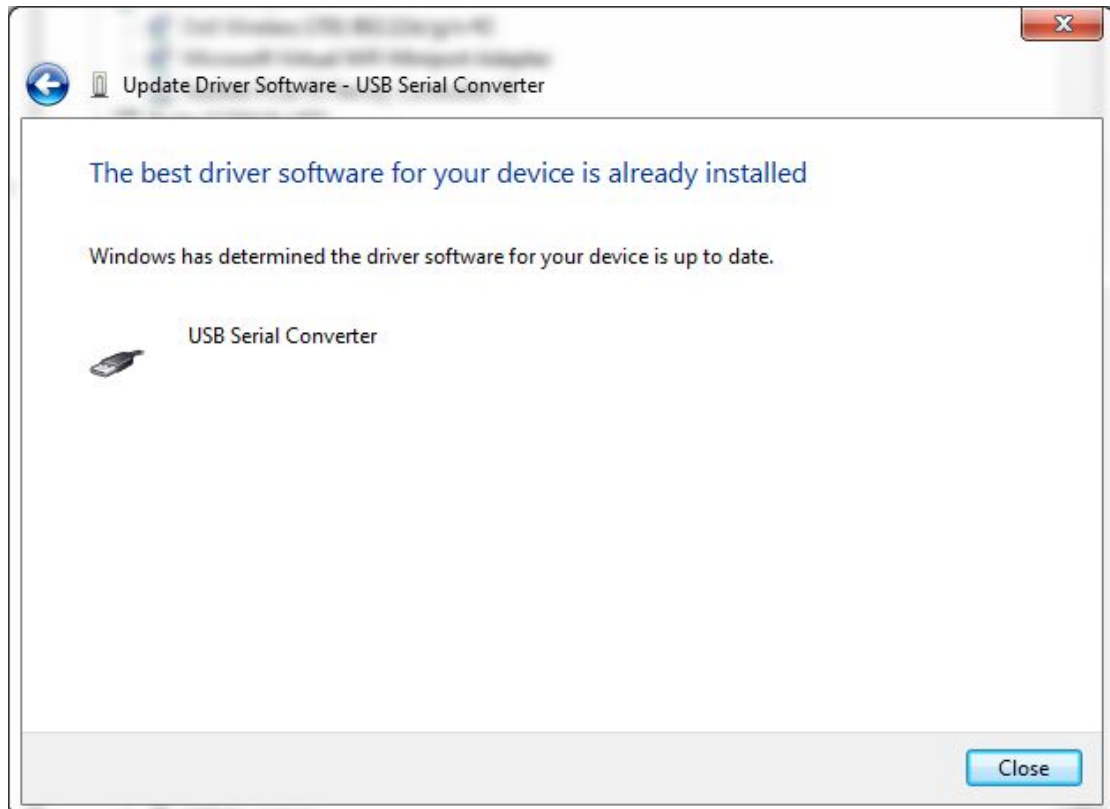 Update Driver Software - USB Serial Converter
The best driver software for your device is already installed
Windows has determined the driver software for your device is up to date.
USB Serial Converter
Close